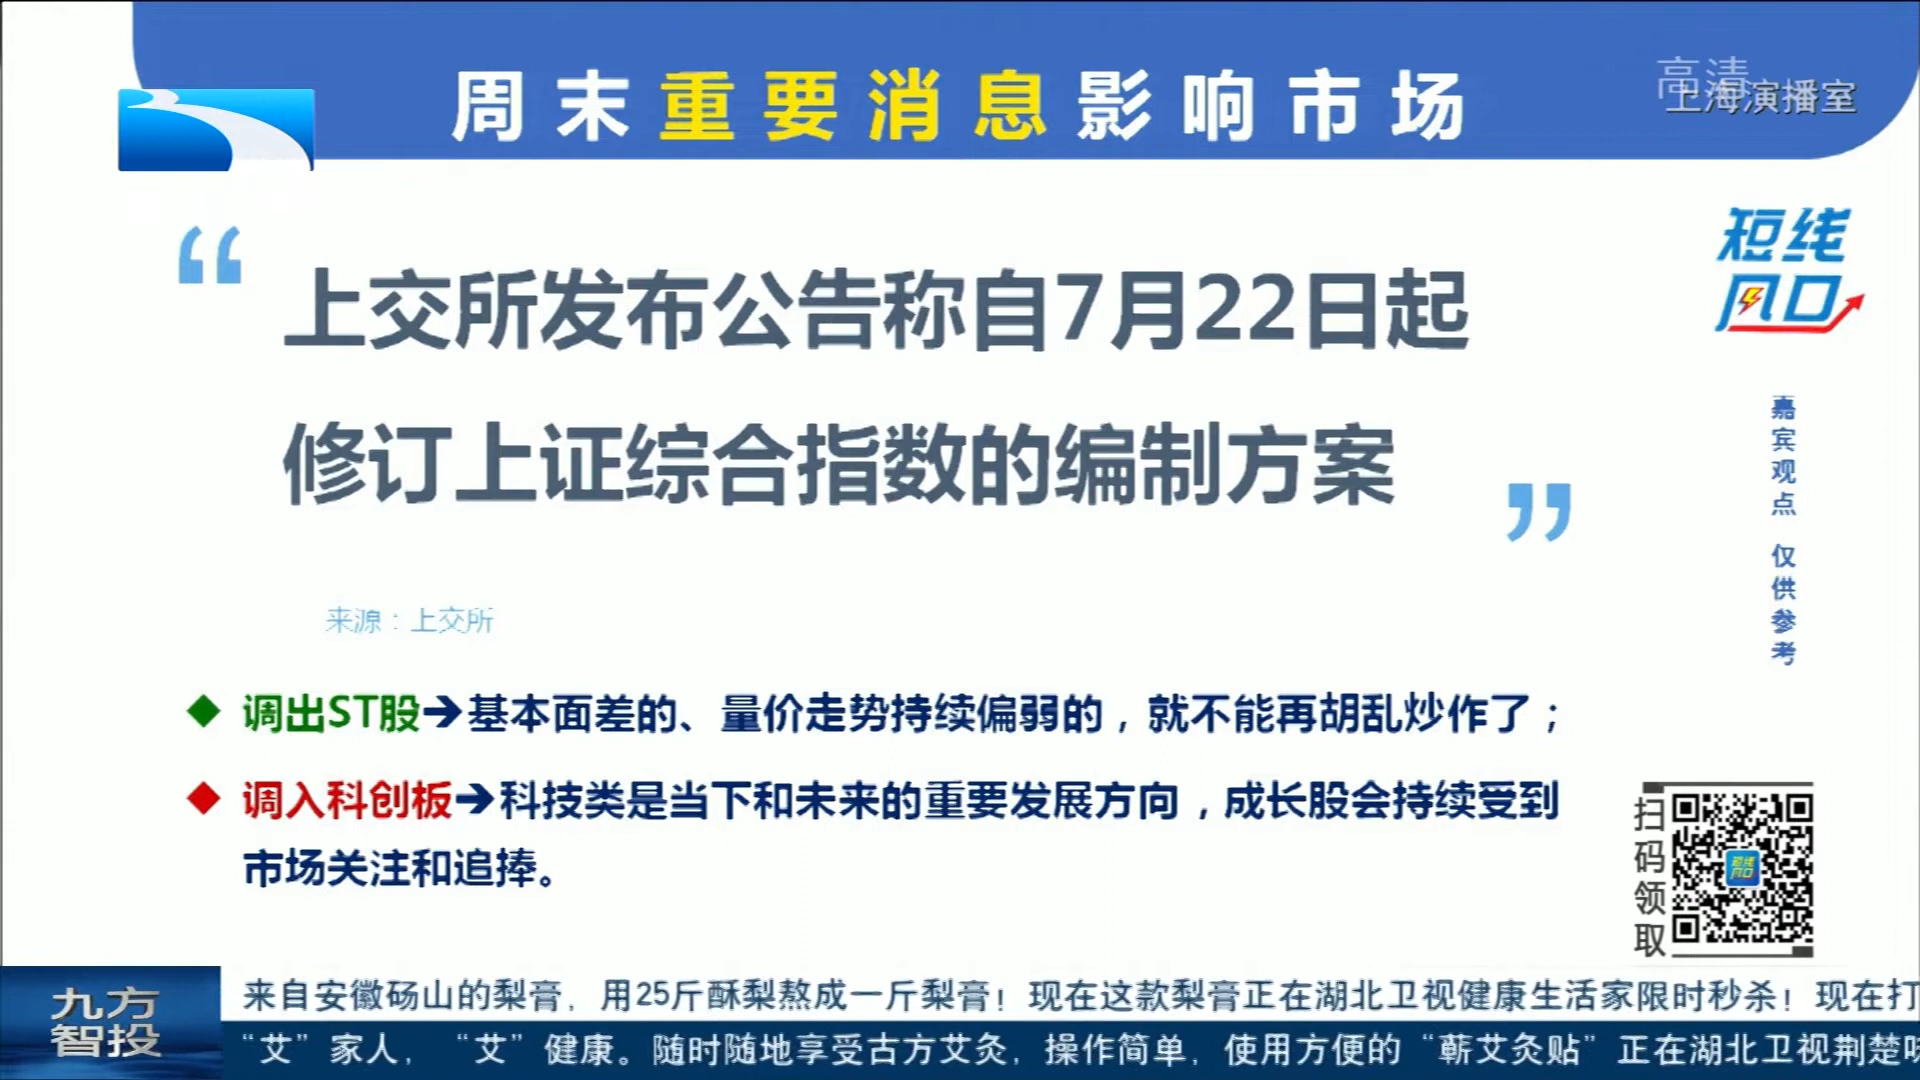 周末重要消息影响市场
高清
上海演播室
短线
风口
“上交所发布公告称自7月22日起
修订上证综合指数的编制方案”
嘉宾观点 仅供参考
来源：上交所
调出ST股→基本面差的、量价走势持续偏弱的，就不能再胡乱炒作了；
调入科创板→科技类是当下和未来的重要发展方向，成长股会持续受到
市场关注和追捧。
扫码领取
短线
风口
九方
智投
来自安徽砀山的梨膏，用25斤酥梨熬成一斤梨膏！现在这款梨膏正在湖北卫视健康生活家限时秒杀！现在打
“艾”家人，“艾”健康。随时随地享受古方艾灸，操作简单，使用方便的“蕲艾灸贴”正在湖北卫视荆楚